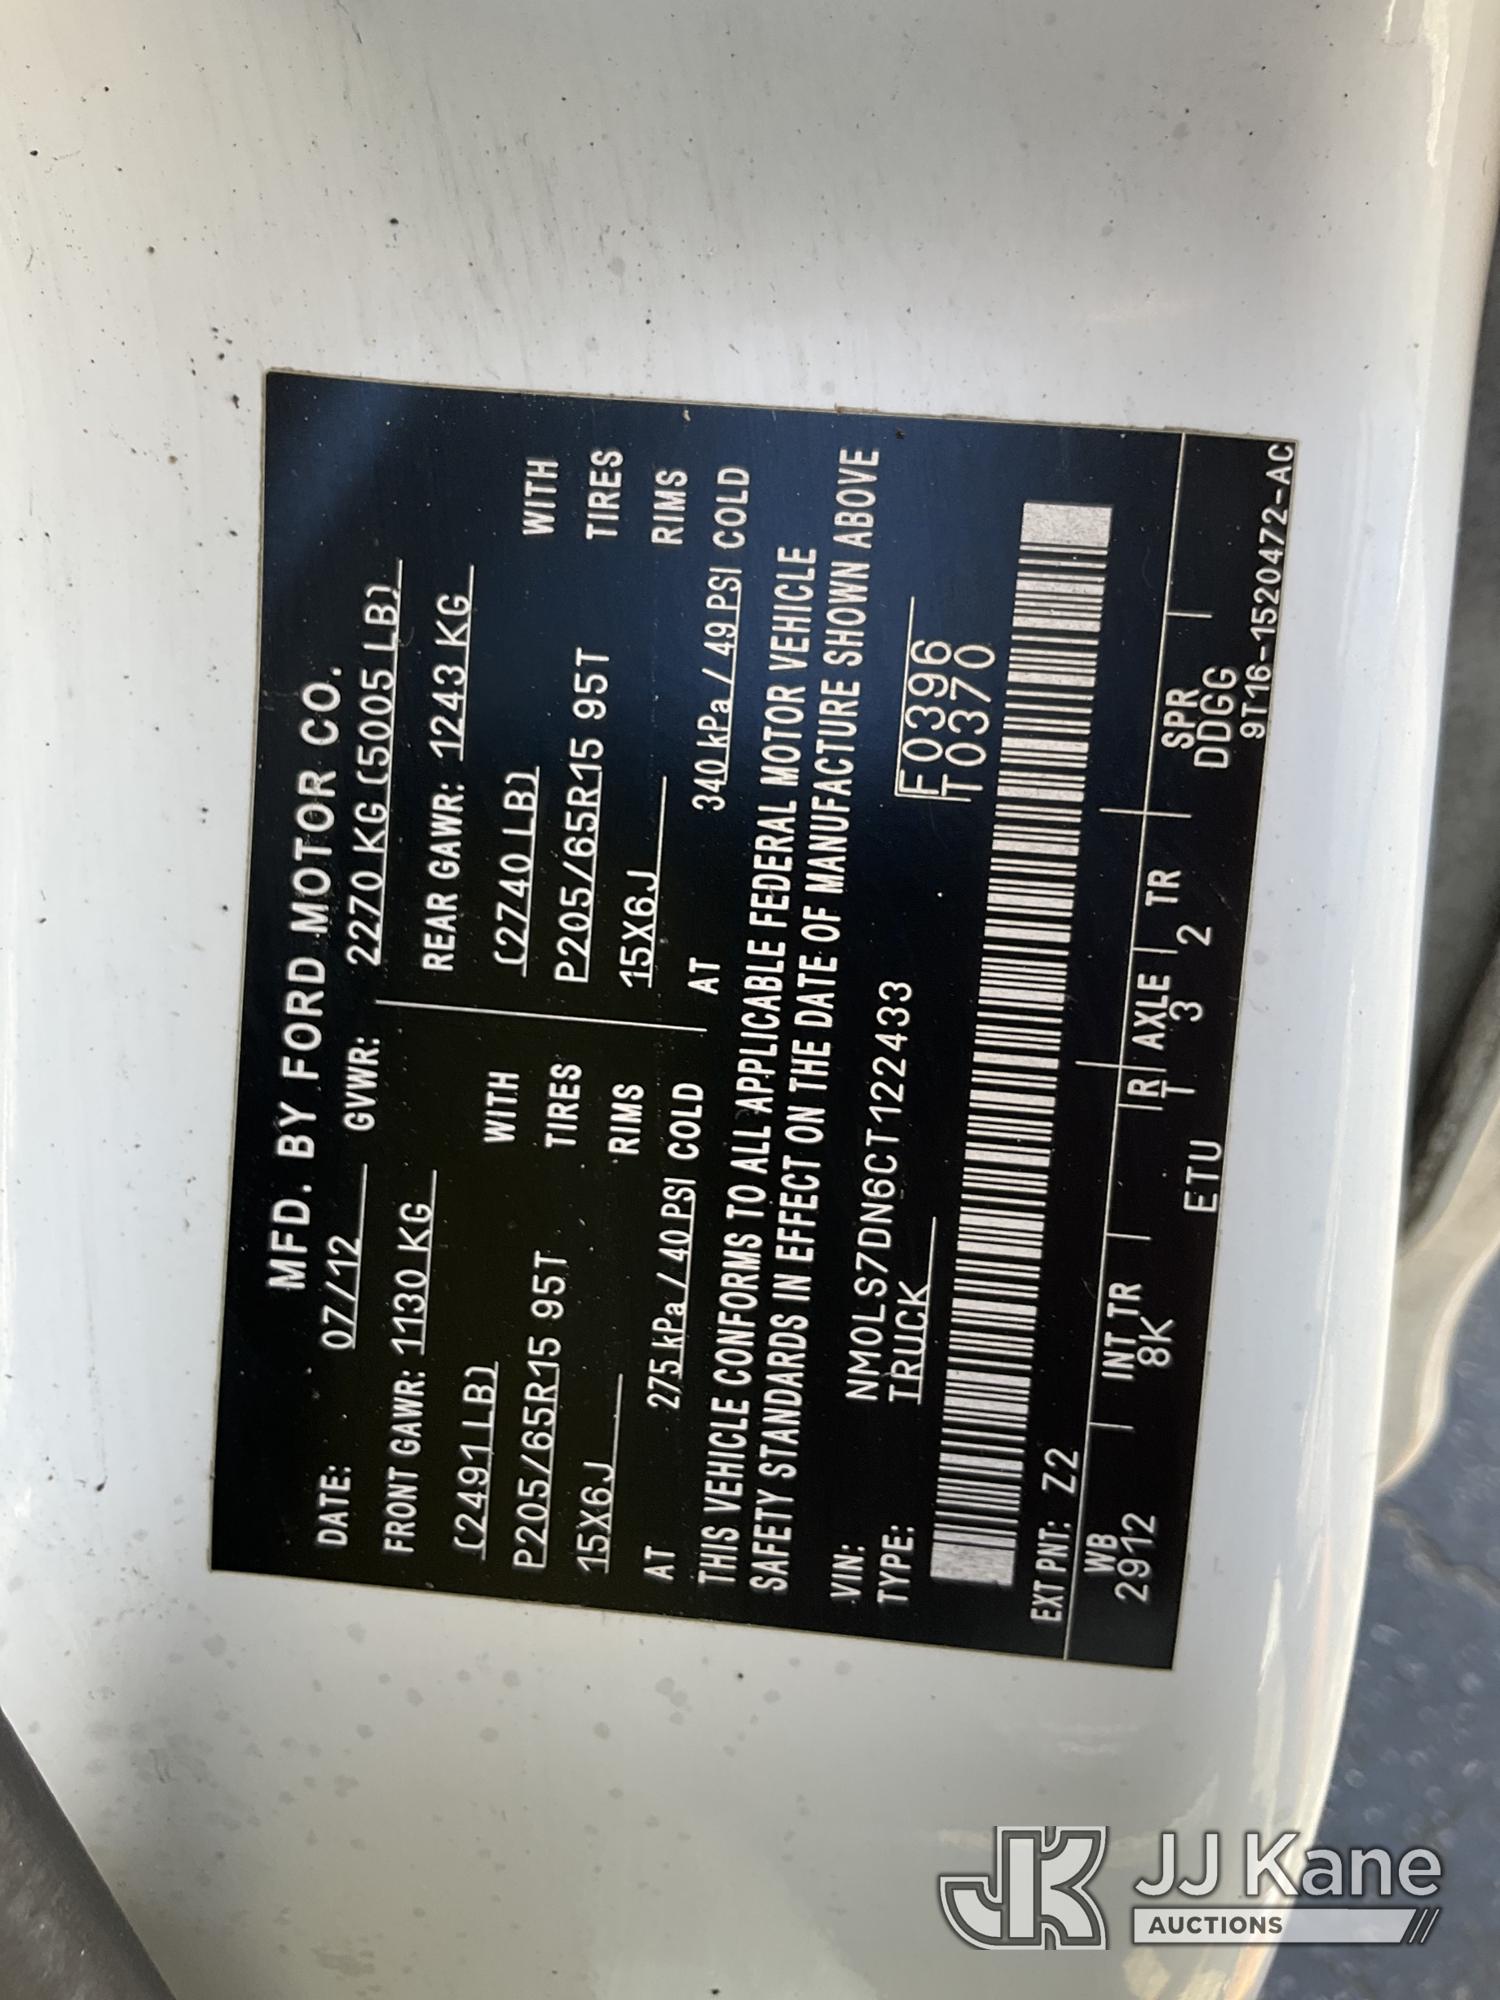 MFD. BY FORD MOTOR CO.
DATE: 07/12 GVWR: 2270 KG (5005 LB)
FRONT GAWR: 1130 KG REAR GAWR: 1243 KG
(2491 LB) WITH (2740 LB) WITH
P205/65R15 95T TIRES P205/65R15 95T TIRES
15X6J RIMS 15X6J RIMS
AT 275 kPa / 40 PSI COLD AT 340 kPa / 49 PSI COLD
THIS VEHICLE CONFORMS TO ALL APPLICABLE FEDERAL MOTOR VEHICLE
SAFETY STANDARDS IN EFFECT ON THE DATE OF MANUFACTURE SHOWN ABOVE
VIN: NM0LS7DN6CT122433 F0396
TYPE: TRUCK T0370
EXT PNT: Z2
WB INT TR R AXLE TR SPR
2912 8K ETU T 3 2 DDGG
9T16-1520472-AC
JK JJ Kane
AUCTIONS